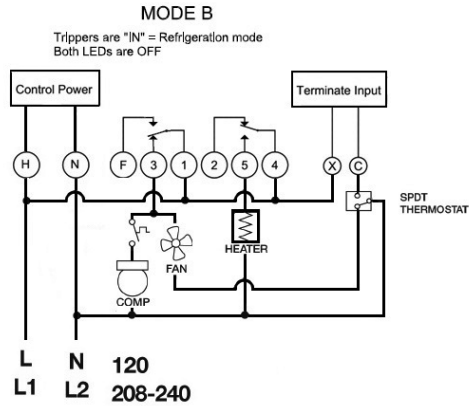 MODE B
Trippers are "IN" = Refrigeration mode
Both LEDs are OFF
Control Power
Terminate Input
H N F 3 1 2 5 4 X C
SPDT
THERMOSTAT
HEATER
FAN
COMP
L N 120
L1 L2 208-240